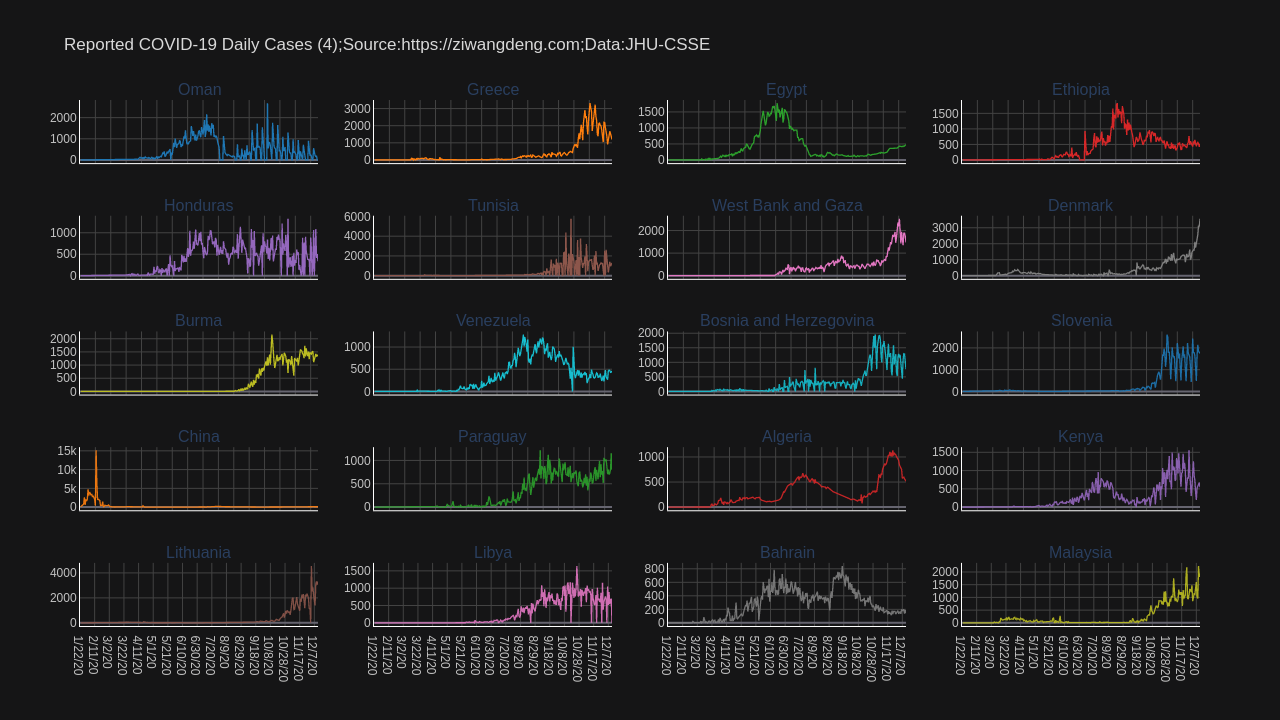 Reported COVID-19 Daily Cases (4);Source:https://ziwangdeng.com;Data:JHU-CSSE
Oman
2000
1000
0
Greece
3000
2000
1000
0
Egypt
1500
1000
500
0
Ethiopia
1500
1000
500
0
Honduras
1000
500
0
Tunisia
6000
4000
2000
0
West Bank and Gaza
2000
1000
0
Denmark
3000
2000
1000
0
Burma
2000
1500
1000
500
0
Venezuela
1000
500
0
Bosnia and Herzegovina
2000
1500
1000
500
0
Slovenia
2000
1000
0
China
15k
10k
5k
0
Paraguay
1000
500
0
Algeria
1000
500
0
Kenya
1500
1000
500
0
Lithuania
4000
2000
0
Libya
1500
1000
500
0
Bahrain
800
600
400
200
0
Malaysia
2000
1500
1000
500
0
1/22/20 2/11/20 3/2/20 3/22/20 4/11/20 5/1/20 5/21/20 6/10/20 6/30/20 7/20/20 8/9/20 8/29/20 9/18/20 10/8/20 10/28/20 11/17/20 12/7/20
1/22/20 2/11/20 3/2/20 3/22/20 4/11/20 5/1/20 5/21/20 6/10/20 6/30/20 7/20/20 8/9/20 8/29/20 9/18/20 10/8/20 10/28/20 11/17/20 12/7/20
1/22/20 2/11/20 3/2/20 3/22/20 4/11/20 5/1/20 5/21/20 6/10/20 6/30/20 7/20/20 8/9/20 8/29/20 9/18/20 10/8/20 10/28/20 11/17/20 12/7/20
1/22/20 2/11/20 3/2/20 3/22/20 4/11/20 5/1/20 5/21/20 6/10/20 6/30/20 7/20/20 8/9/20 8/29/20 9/18/20 10/8/20 10/28/20 11/17/20 12/7/20